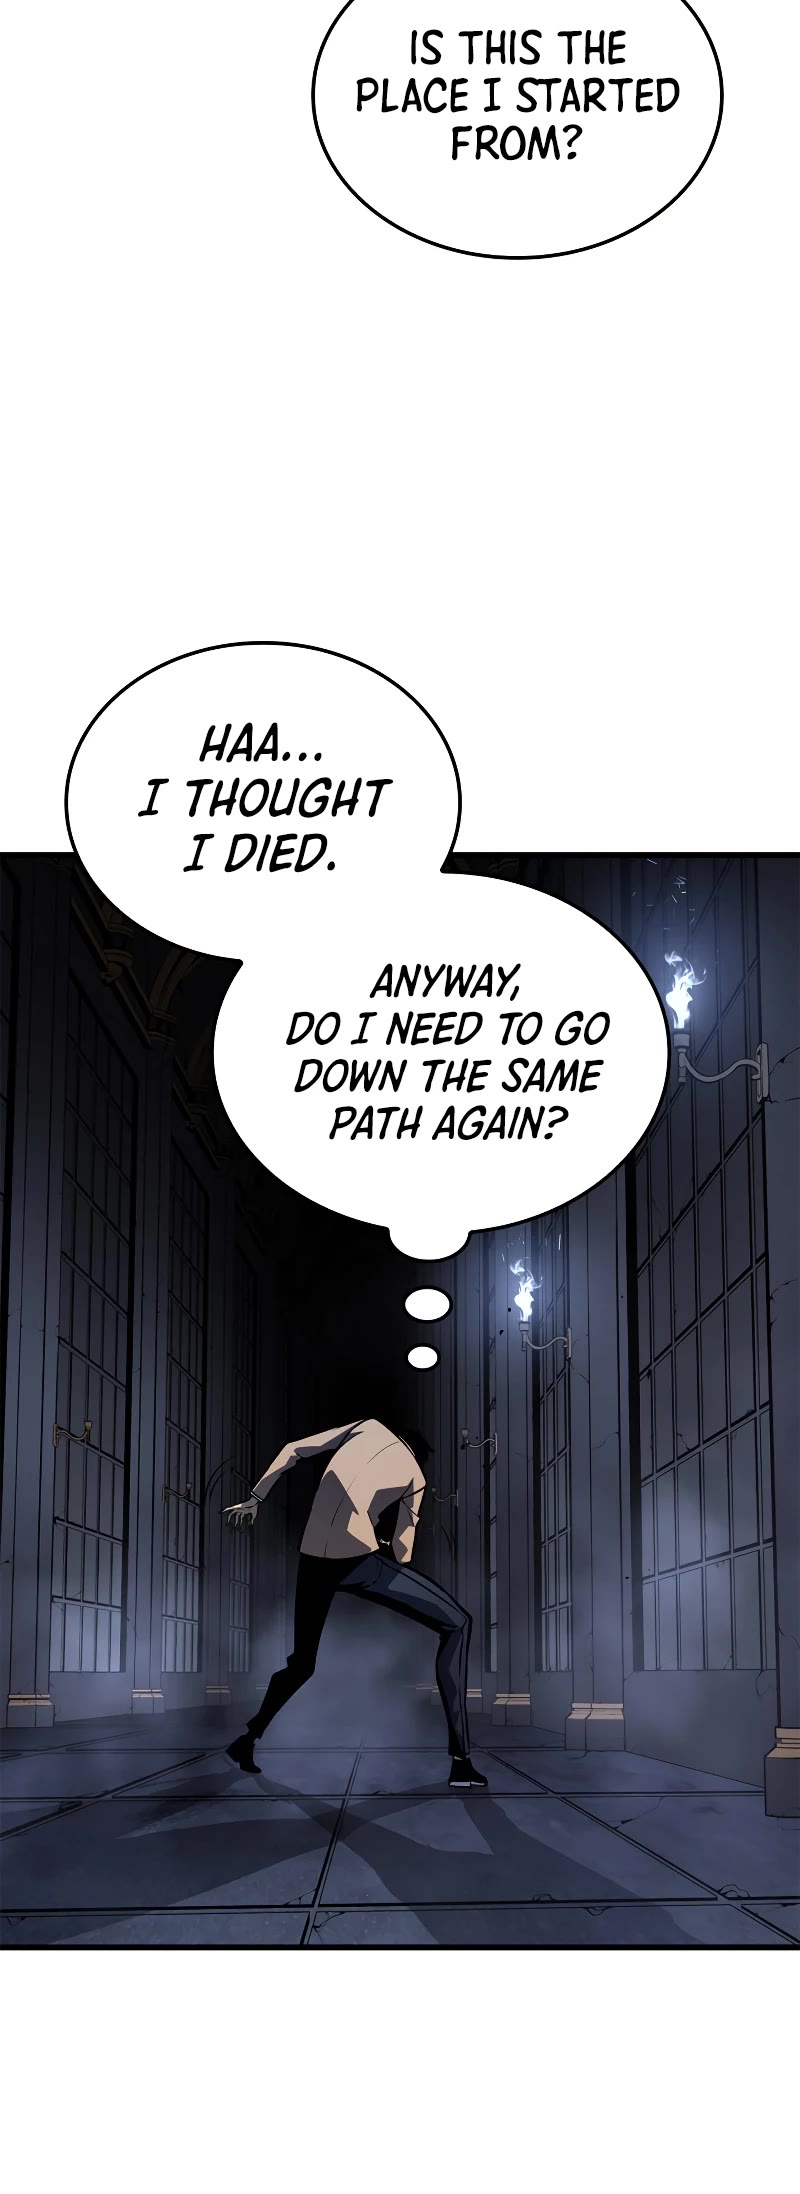 IS THIS THE
PLACE I STARTED
FROM?
HAA...
I THOUGHT
I DIED.
ANYWAY,
DO I NEED TO GO
DOWN THE SAME
PATH AGAIN?